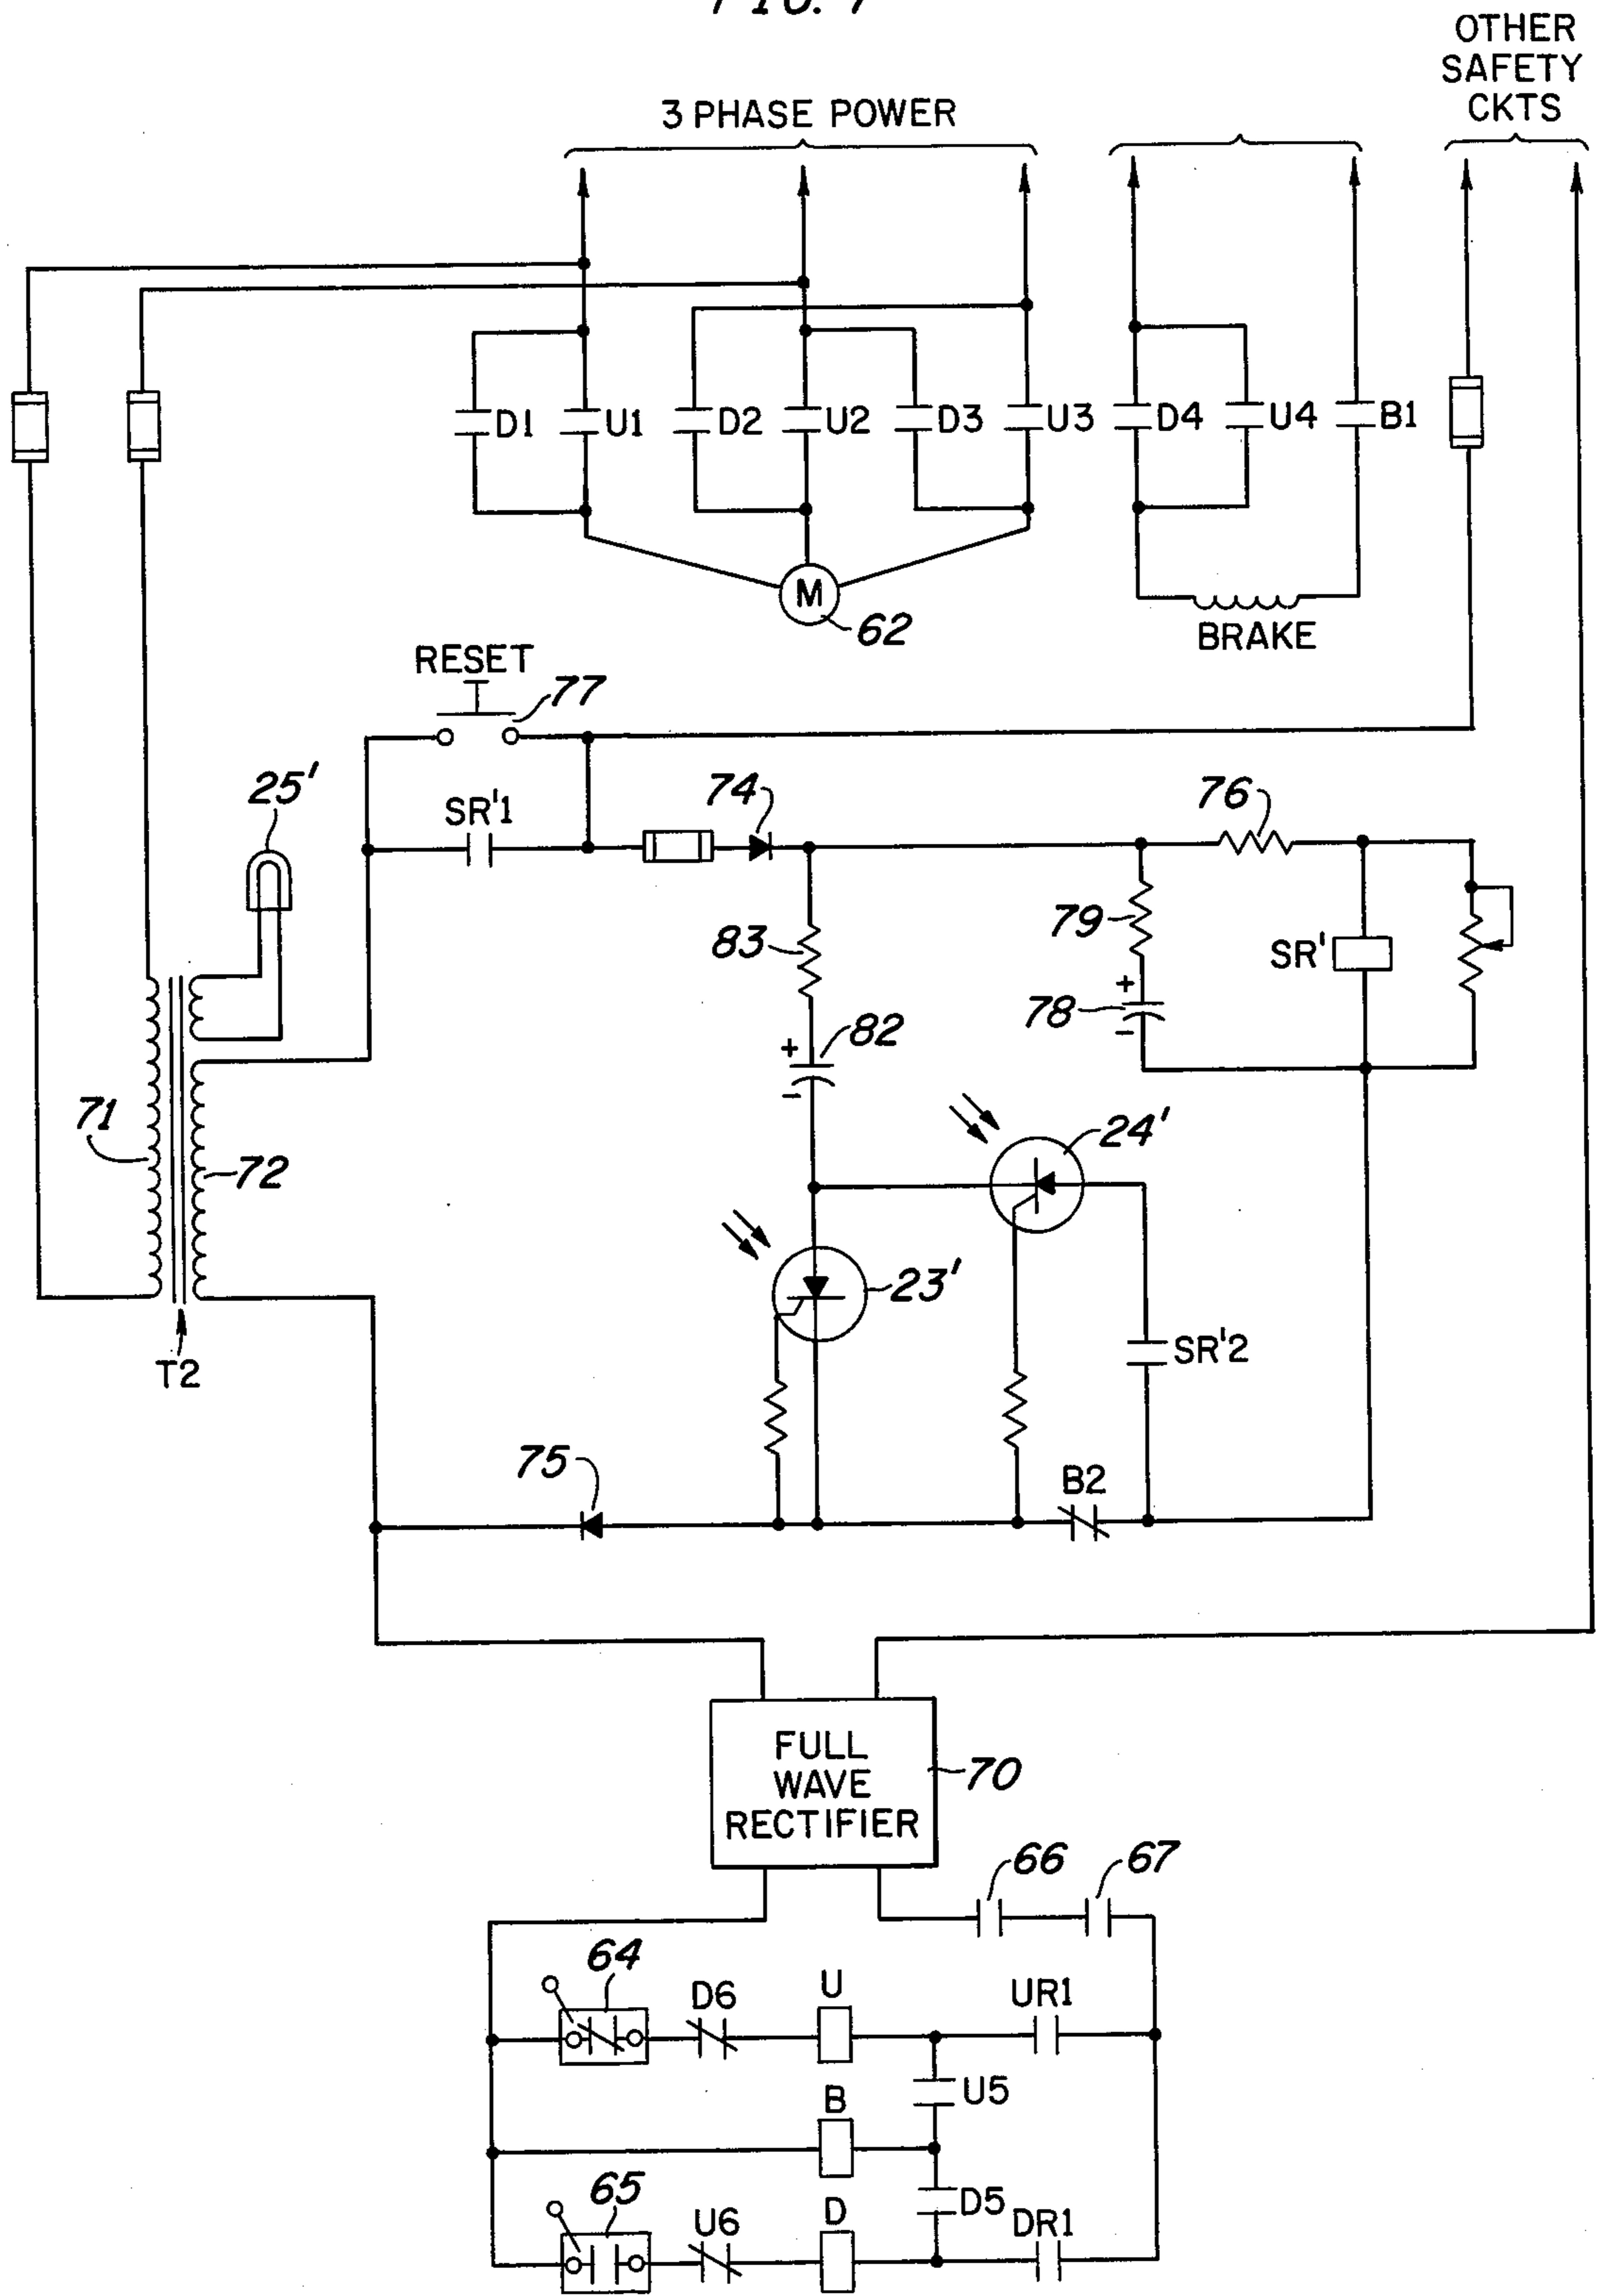 FIG. 7
OTHER
SAFETY
CKTS
3 PHASE POWER
D1
U1
D2
U2
D3
U3
D4
U4
B1
M
62
BRAKE
RESET
77
25'
SR'1
74
76
83
79
SR'
78
82
71
72
24'
23'
T2
SR'2
75
B2
FULL
WAVE
RECTIFIER
70
66
67
64
D6
U
UR1
U5
B
65
U6
D
D5
DR1